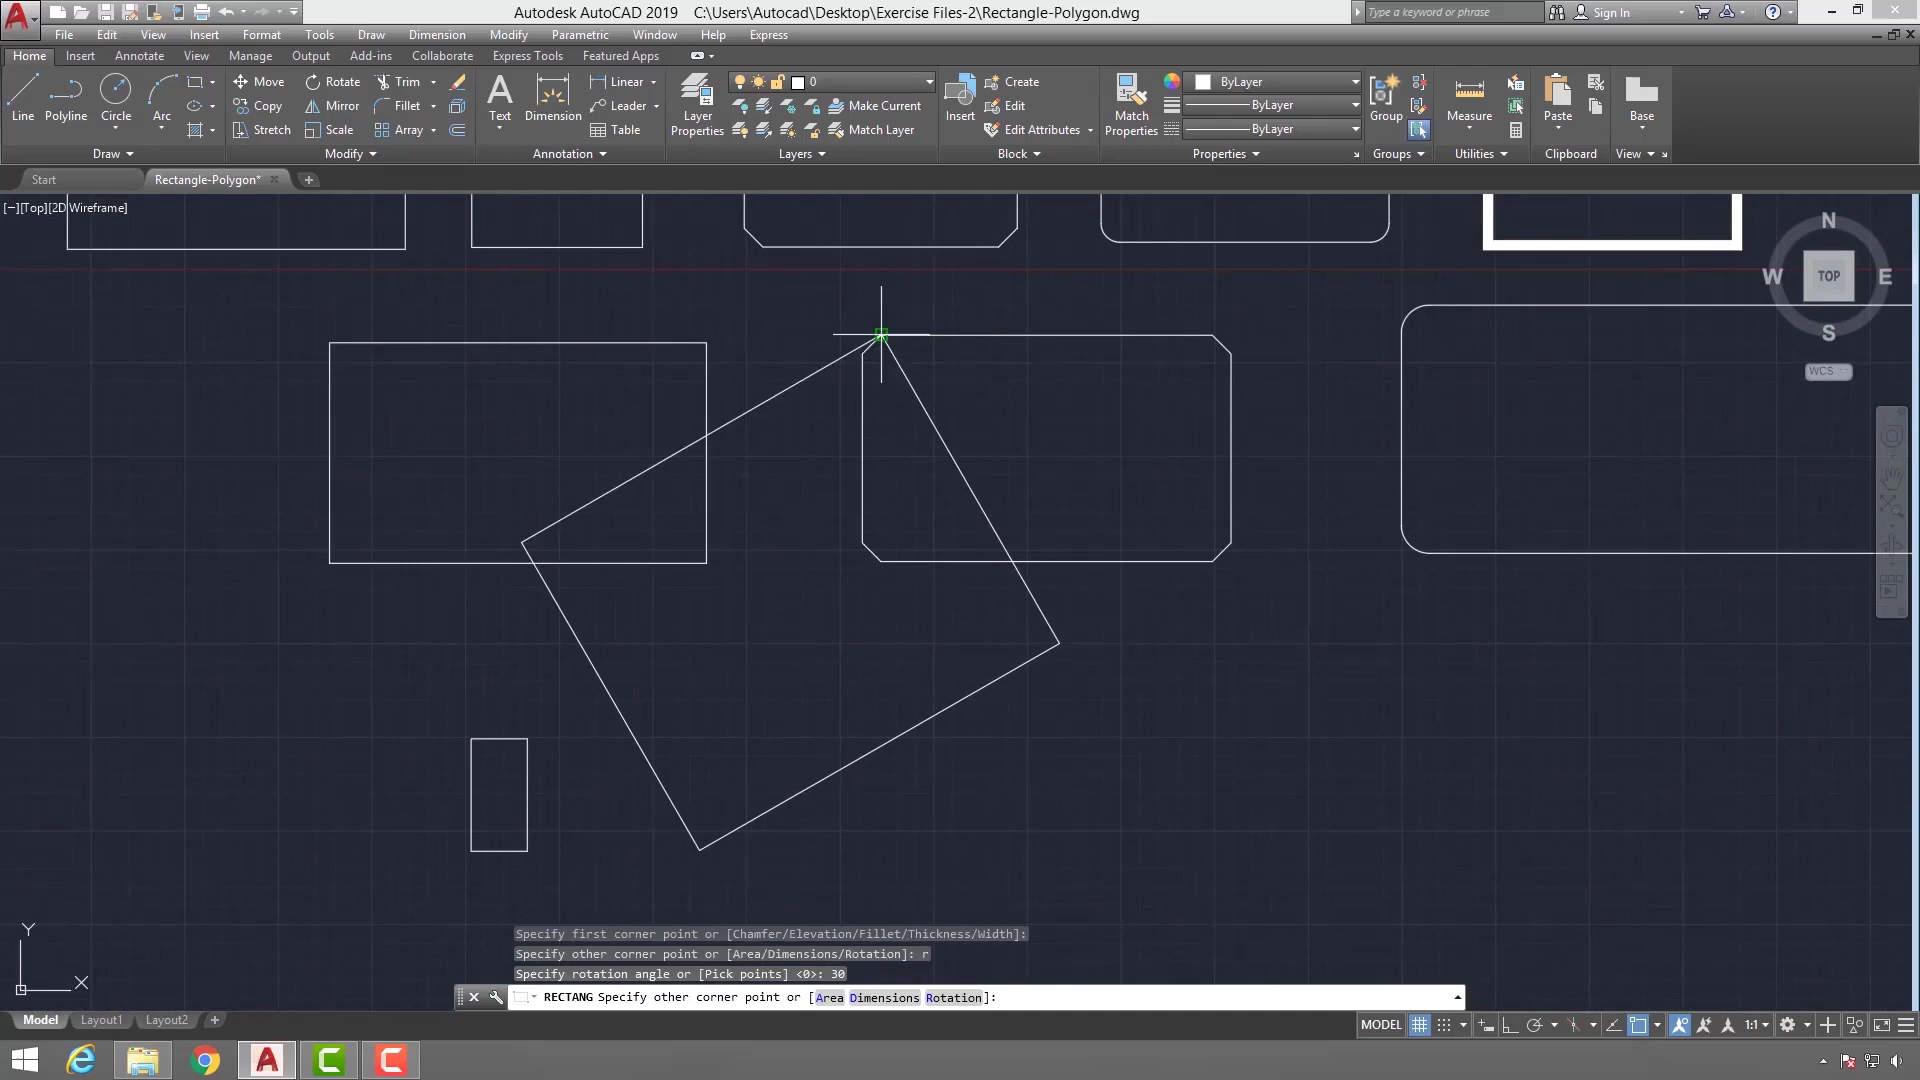 Autodesk AutoCAD 2019 C:\Users\Autocad\Desktop\Exercise Files-2\Rectangle-Polygon.dwg
Type a keyword or phrase
Sign In
File Edit View Insert Format Tools Draw Dimension Modify Parametric Window Help Express
Home Insert Annotate View Manage Output Add-ins Collaborate Express Tools Featured Apps
Line Polyline Circle Arc
Move Rotate Trim
Copy Mirror Fillet
Stretch Scale Array
Text Dimension
Linear
Leader
Table
Layer Properties
0
Make Current
Match Layer
Insert
Create
Edit
Edit Attributes
Match Properties
ByLayer
ByLayer
ByLayer
Group
Measure
Paste
Base
Draw Modify Annotation Layers Block Properties Groups Utilities Clipboard View
Start Rectangle-Polygon*
[−][Top][2D Wireframe]
N
W TOP E
S
WCS
Y
X
Specify first corner point or [Chamfer/Elevation/Fillet/Thickness/Width]:
Specify other corner point or [Area/Dimensions/Rotation]: r
Specify rotation angle or [Pick points] <0>: 30
RECTANG Specify other corner point or [Area Dimensions Rotation]:
Model Layout1 Layout2
MODEL 1:1